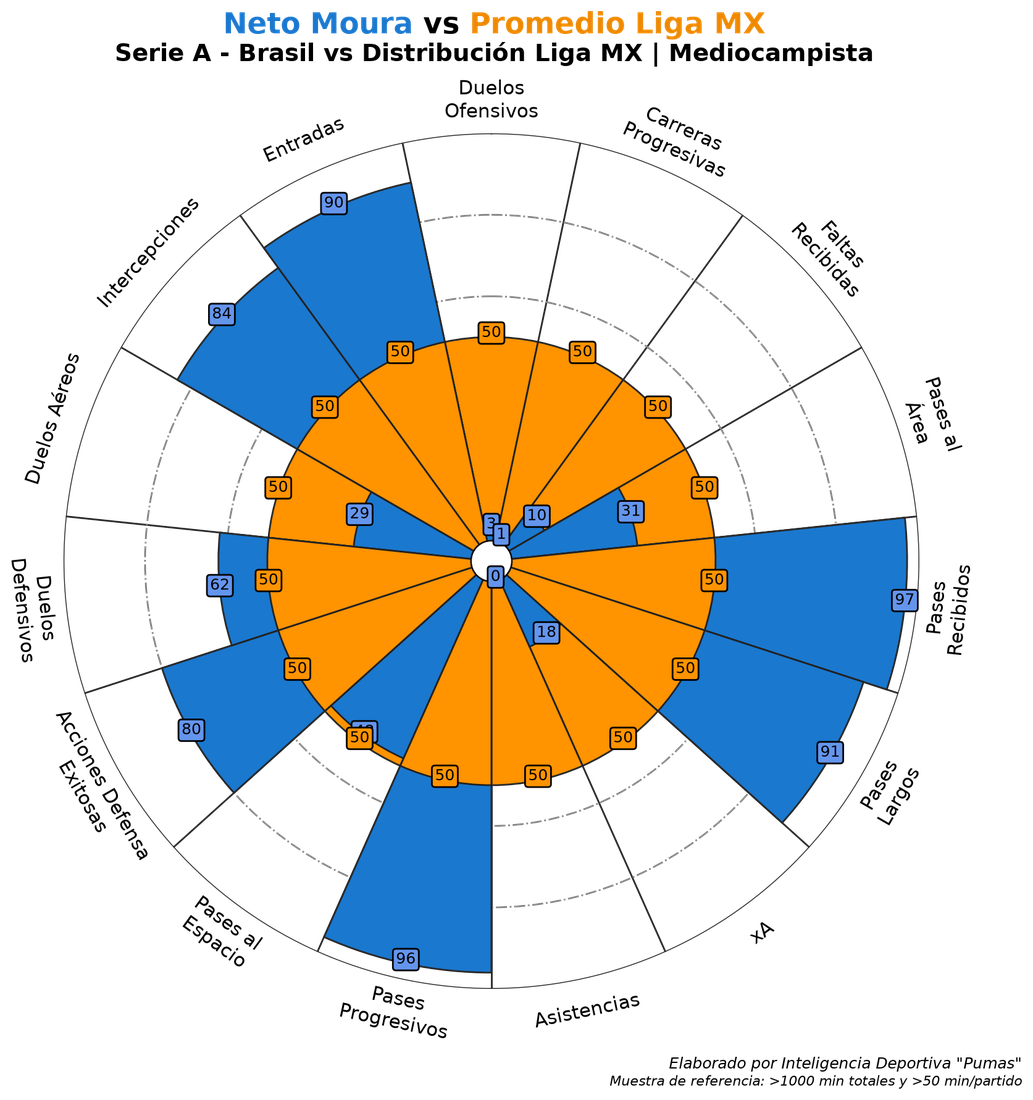 Neto Moura vs Promedio Liga MX
Serie A - Brasil vs Distribución Liga MX | Mediocampista
Duelos
Ofensivos
Carreras
Progresivas
Faltas
Recibidas
Pases al
Área
Pases
Recibidos
Pases
Largos
xA
Asistencias
Pases
Progresivos
Pases al
Espacio
Acciones Defensa
Exitosas
Duelos
Defensivos
Duelos Aéreos
Intercepciones
Entradas
3
50
1
50
10
50
31
50
97
50
91
50
18
50
0
50
96
50
50
80
50
62
50
29
50
84
50
90
50
Elaborado por Inteligencia Deportiva "Pumas"
Muestra de referencia: >1000 min totales y >50 min/partido